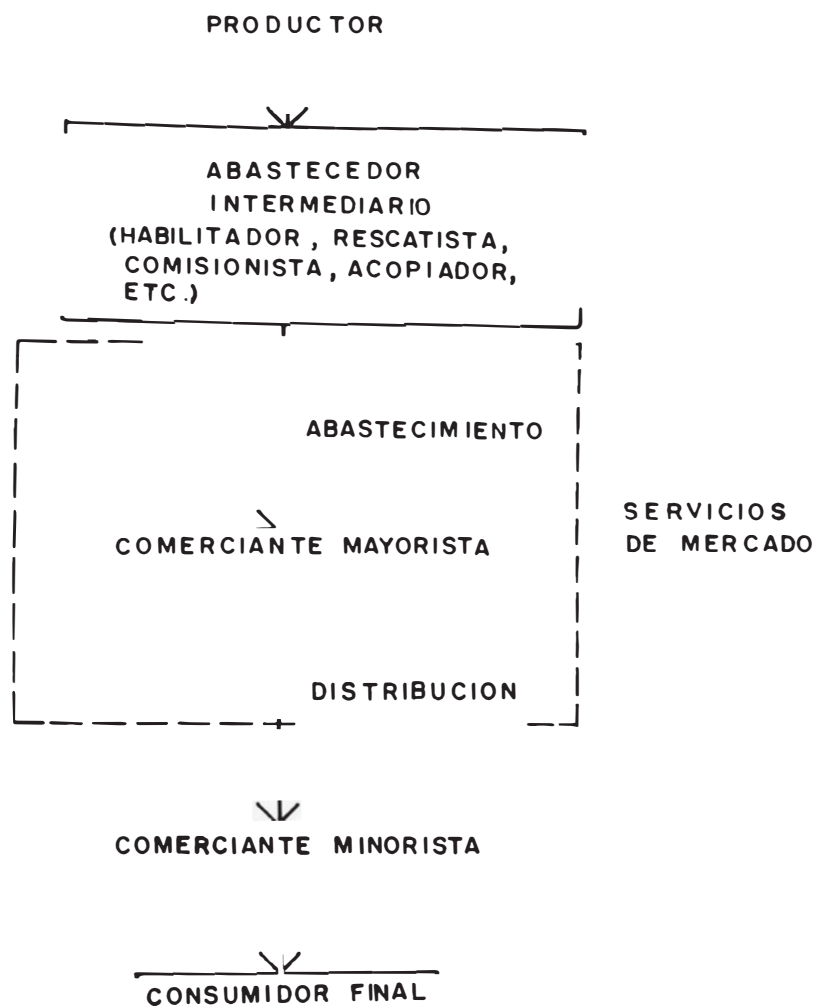 PRODUCTOR
ABASTECEDOR
INTERMEDIARIO
(HABILITADOR, RESCATISTA,
COMISIONISTA, ACOPIADOR,
ETC.)
ABASTECIMIENTO
SERVICIOS
DE MERCADO
COMERCIANTE MAYORISTA
DISTRIBUCION
COMERCIANTE MINORISTA
CONSUMIDOR FINAL